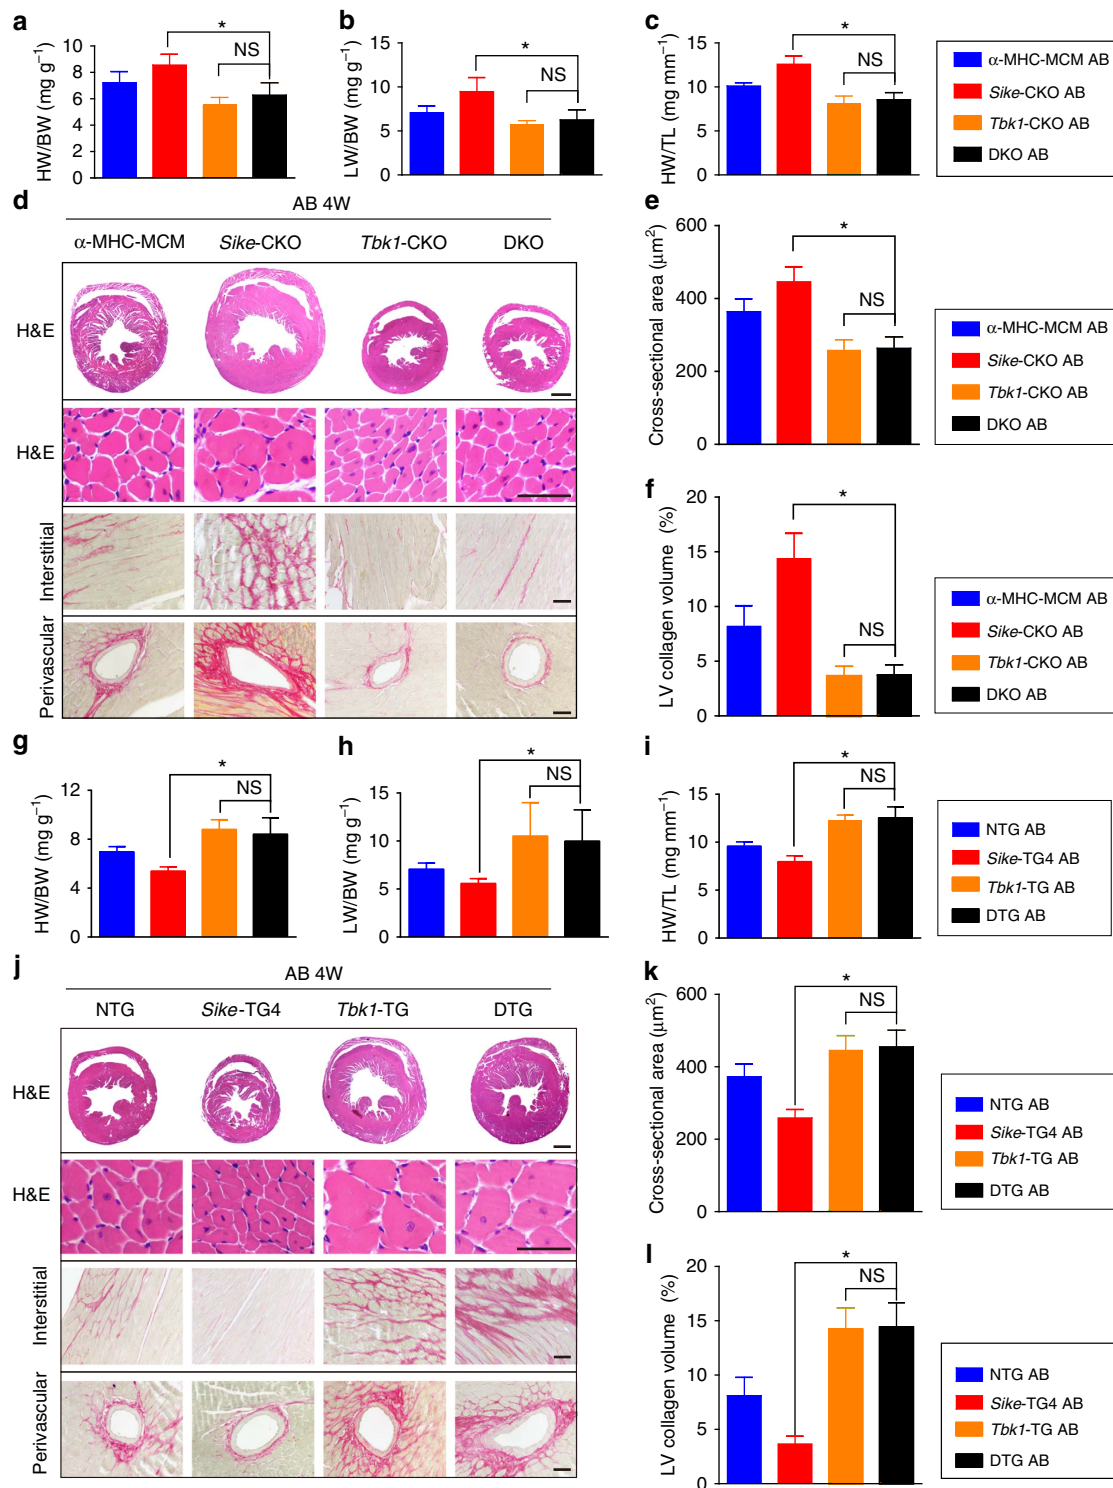 a
HW/BW (mg g⁻¹)
10
8
6
4
2
0
*
NS
b
LW/BW (mg g⁻¹)
15
10
5
0
*
NS
c
HW/TL (mg mm⁻¹)
15
10
5
0
*
NS
α-MHC-MCM AB
Sike-CKO AB
Tbk1-CKO AB
DKO AB
d
AB 4W
α-MHC-MCM Sike-CKO Tbk1-CKO DKO
H&E
H&E
Interstitial
Perivascular
e
Cross-sectional area (μm²)
600
400
200
0
*
NS
α-MHC-MCM AB
Sike-CKO AB
Tbk1-CKO AB
DKO AB
f
LV collagen volume (%)
20
15
10
5
0
*
NS
α-MHC-MCM AB
Sike-CKO AB
Tbk1-CKO AB
DKO AB
g
HW/BW (mg g⁻¹)
12
8
4
0
*
NS
h
LW/BW (mg g⁻¹)
15
10
5
0
*
NS
i
HW/TL (mg mm⁻¹)
15
10
5
0
*
NS
NTG AB
Sike-TG4 AB
Tbk1-TG AB
DTG AB
j
AB 4W
NTG Sike-TG4 Tbk1-TG DTG
H&E
H&E
Interstitial
Perivascular
k
Cross-sectional area (μm²)
600
400
200
0
*
NS
NTG AB
Sike-TG4 AB
Tbk1-TG AB
DTG AB
l
LV collagen volume (%)
20
15
10
5
0
*
NS
NTG AB
Sike-TG4 AB
Tbk1-TG AB
DTG AB